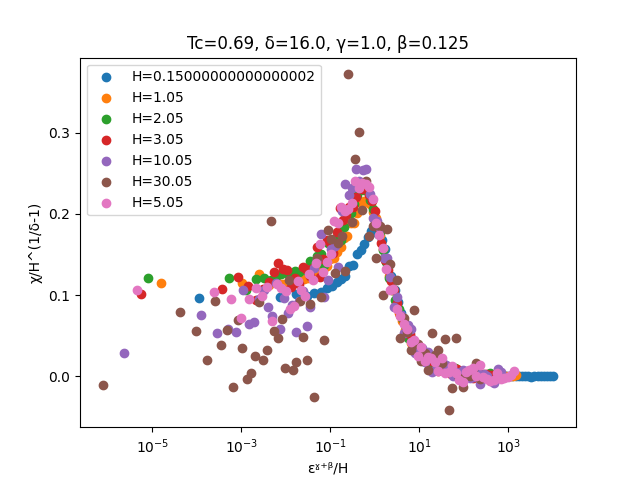 Tc=0.69, δ=16.0, γ=1.0, β=0.125
H=0.15000000000000002
H=1.05
H=2.05
H=3.05
H=10.05
H=30.05
H=5.05
χ/H^(1/δ-1)
0.3
0.2
0.1
0.0
10⁻⁵
10⁻³
10⁻¹
10¹
10³
εˠ⁺ᵝ/H